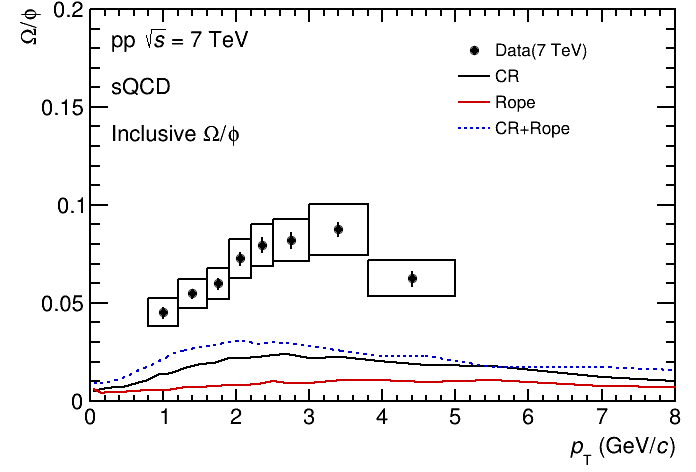 Ω/ϕ
0.2
0.15
0.1
0.05
0
pp √s = 7 TeV
sQCD
Inclusive Ω/ϕ
Data(7 TeV)
CR
Rope
CR+Rope
0 1 2 3 4 5 6 7 8
p_T (GeV/c)